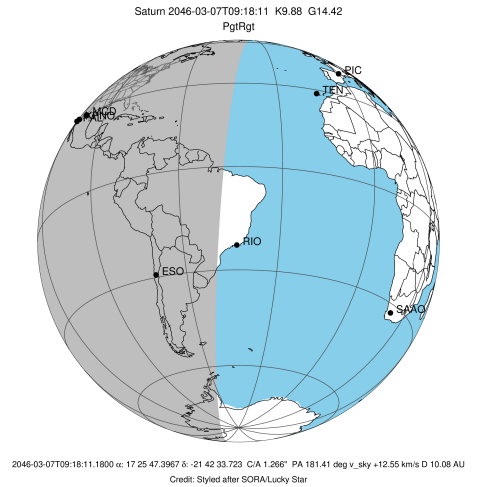 Saturn 2046-03-07T09:18:11 K9.88 G14.42
PgtRgt
PIC
TEN
MCD
RIO
ESO
SAAO
2046-03-07T09:18:11.1800 α: 17 25 47.3967 δ: -21 42 33.723 C/A 1.266" PA 181.41 deg v_sky +12.55 km/s D 10.08 AU
Credit: Styled after SORA/Lucky Star